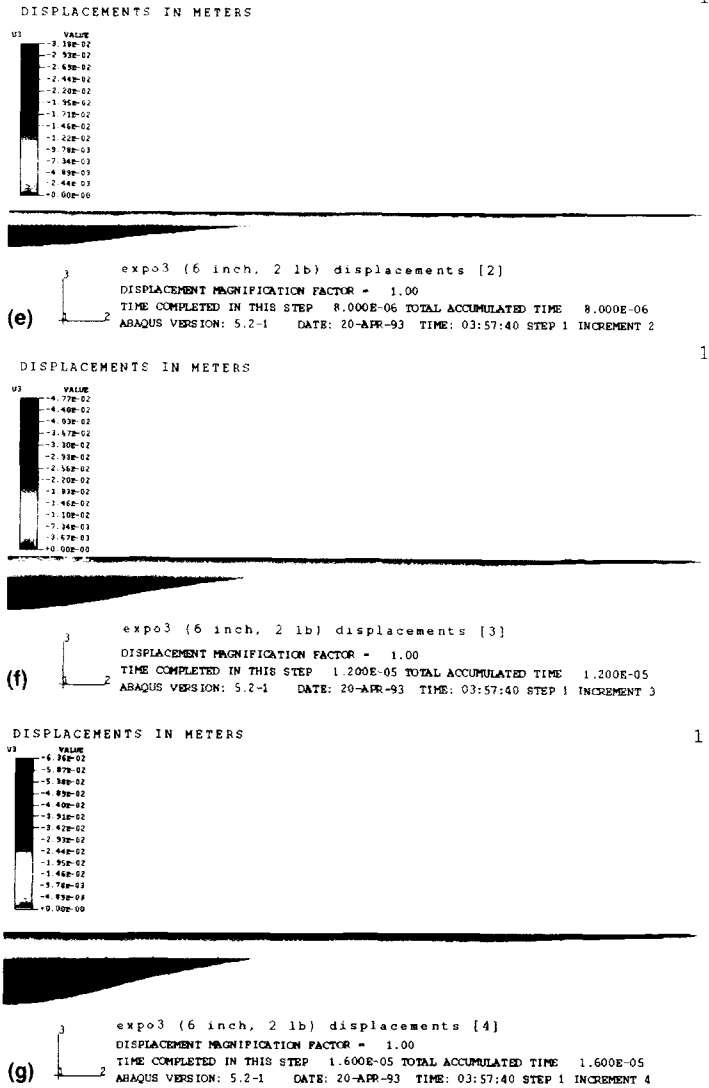 1
DISPLACEMENTS IN METERS
U3 VALUE
-3.18E-02
-2.93E-02
-2.69E-02
-2.44E-02
-2.20E-02
-1.95E-02
-1.71E-02
-1.46E-02
-1.22E-02
-9.78E-03
-7.34E-03
-4.89E-03
-2.44E-03
+0.00E-00
3
expo3 (6 inch, 2 lb) displacements [2]
DISPLACEMENT MAGNIFICATION FACTOR = 1.00
TIME COMPLETED IN THIS STEP 8.000E-06 TOTAL ACCUMULATED TIME 8.000E-06
(e) 1 2 ABAQUS VERSION: 5.2-1 DATE: 20-APR-93 TIME: 03:57:40 STEP 1 INCREMENT 2
1
DISPLACEMENTS IN METERS
U3 VALUE
-4.77E-02
-4.40E-02
-4.03E-02
-3.67E-02
-3.30E-02
-2.93E-02
-2.56E-02
-2.20E-02
-1.83E-02
-1.46E-02
-1.10E-02
-7.34E-03
-3.67E-03
+0.00E-00
3
expo3 (6 inch, 2 lb) displacements [3]
DISPLACEMENT MAGNIFICATION FACTOR = 1.00
TIME COMPLETED IN THIS STEP 1.200E-05 TOTAL ACCUMULATED TIME 1.200E-05
(f) 1 2 ABAQUS VERSION: 5.2-1 DATE: 20-APR-93 TIME: 03:57:40 STEP 1 INCREMENT 3
DISPLACEMENTS IN METERS 1
U3 VALUE
-6.36E-02
-5.87E-02
-5.38E-02
-4.89E-02
-4.40E-02
-3.91E-02
-3.42E-02
-2.93E-02
-2.44E-02
-1.95E-02
-1.46E-02
-9.78E-03
-4.89E-03
+0.00E-00
3
expo3 (6 inch, 2 lb) displacements [4]
DISPLACEMENT MAGNIFICATION FACTOR = 1.00
TIME COMPLETED IN THIS STEP 1.600E-05 TOTAL ACCUMULATED TIME 1.600E-05
(g) 1 2 ABAQUS VERSION: 5.2-1 DATE: 20-APR-93 TIME: 03:57:40 STEP 1 INCREMENT 4